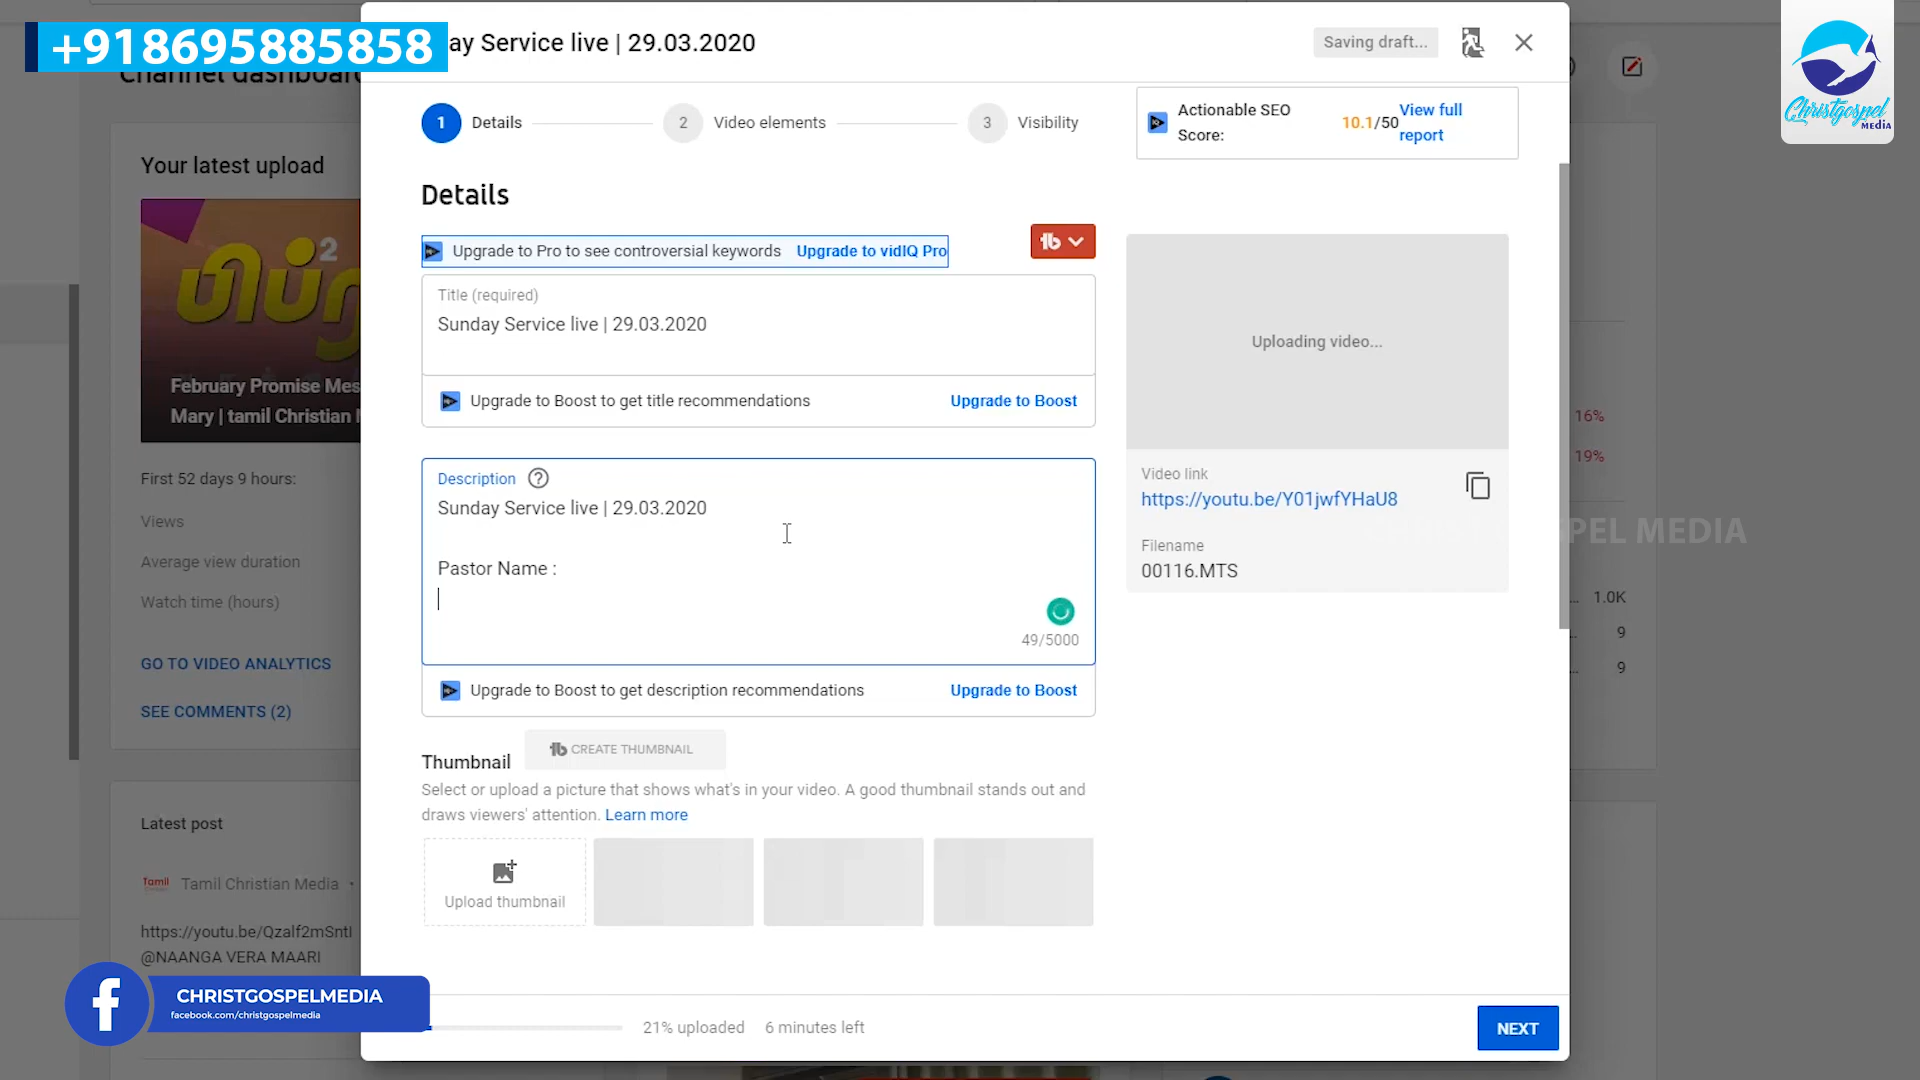 +918695885858
ay Service live | 29.03.2020
Saving draft...
Christgospel
MEDIA
Channel dashboard
1 Details
2 Video elements
3 Visibility
Actionable SEO Score:
10.1/50
View full report
Your latest upload
Details
Upgrade to Pro to see controversial keywords Upgrade to vidIQ Pro
Title (required)
Sunday Service live | 29.03.2020
Upgrade to Boost to get title recommendations Upgrade to Boost
Description
Sunday Service live | 29.03.2020
Pastor Name :
49/5000
Upgrade to Boost to get description recommendations Upgrade to Boost
Thumbnail
CREATE THUMBNAIL
Select or upload a picture that shows what's in your video. A good thumbnail stands out and
draws viewers' attention. Learn more
Upload thumbnail
Uploading video...
Video link
https://youtu.be/Y01jwfYHaU8
Filename
00116.MTS
PEL MEDIA
16%
19%
... 1.0K
9
9
பிப்ர
2
February Promise Mes
Mary | tamil Christian
First 52 days 9 hours:
Views
Average view duration
Watch time (hours)
GO TO VIDEO ANALYTICS
SEE COMMENTS (2)
Latest post
Tamil
Tamil Christian Media •
https://youtu.be/Qzalf2mSntI
@NAANGA VERA MAARI
CHRISTGOSPELMEDIA
facebook.com/christgospelmedia
21% uploaded 6 minutes left
NEXT